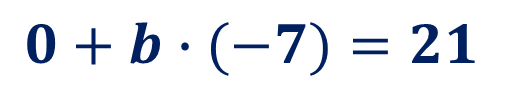 0 + b · (−7) = 21